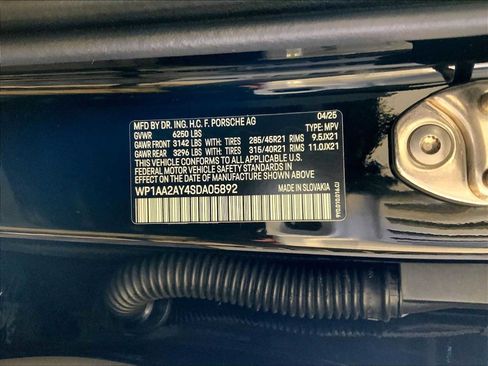 MFD BY DR. ING. H.C. F. PORSCHE AG 04/25
GVWR 6250 LBS TYPE: MPV
GAWR FRONT 3142 LBS WITH: TIRES 285/45R21 RIMS 9.5JX21
GAWR REAR 3296 LBS WITH: TIRES 315/40R21 RIMS 11.0JX21
THIS VEHICLE CONFORMS TO ALL APPLICABLE
FEDERAL MOTOR VEHICLE SAFETY STANDARDS
IN EFFECT ON THE DATE OF MANUFACTURE SHOWN ABOVE.
WP1AA2AY4SDA05892 MADE IN SLOVAKIA